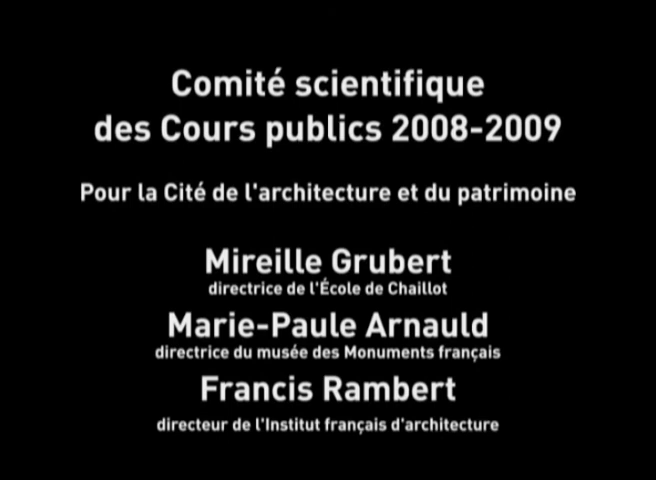 Comité scientifique
des Cours publics 2008-2009
Pour la Cité de l'architecture et du patrimoine
Mireille Grubert
directrice de l'École de Chaillot
Marie-Paule Arnauld
directrice du musée des Monuments français
Francis Rambert
directeur de l'Institut français d'architecture